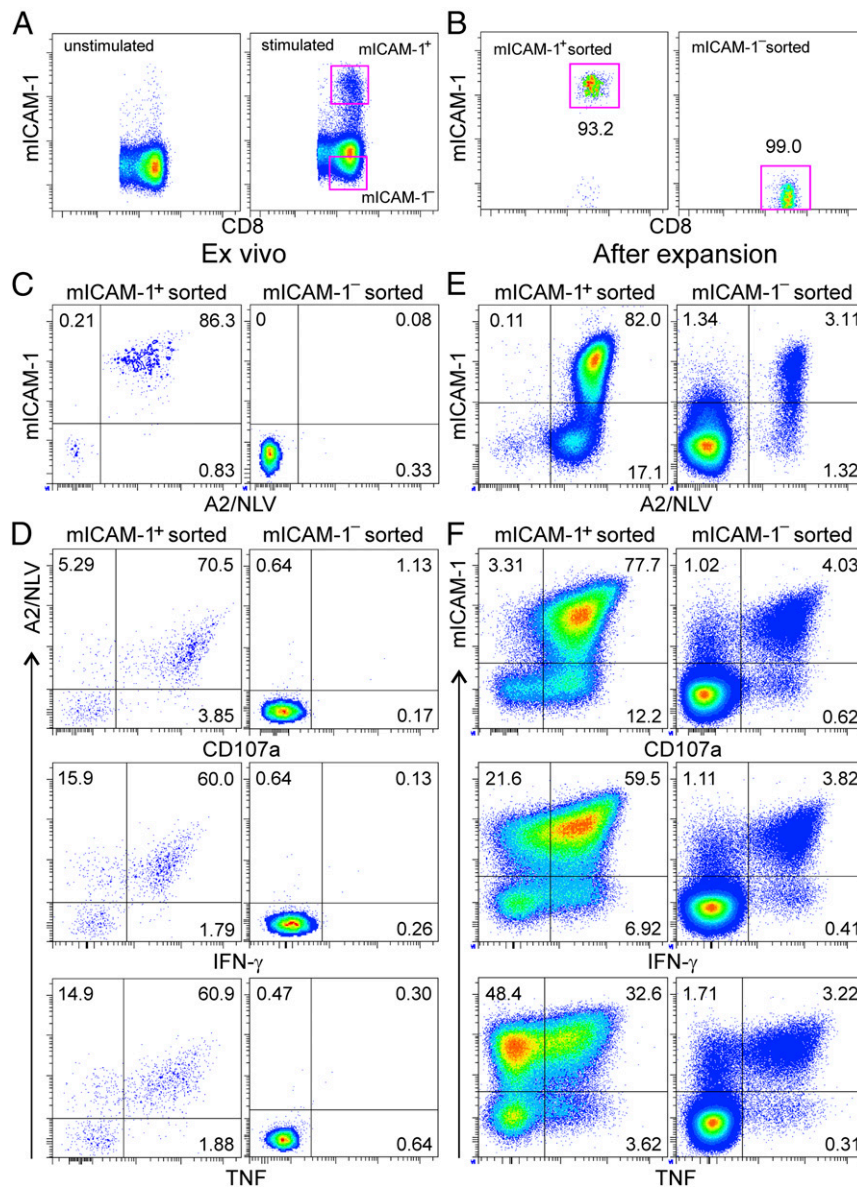 A
unstimulated
stimulated
mICAM-1⁺
mICAM-1⁻
mICAM-1
CD8
Ex vivo
B
mICAM-1⁺sorted
mICAM-1⁻sorted
93.2
99.0
CD8
After expansion
C
mICAM-1⁺ sorted
mICAM-1⁻ sorted
0.21
86.3
0
0.08
mICAM-1
0.83
0.33
A2/NLV
E
mICAM-1⁺ sorted
mICAM-1⁻ sorted
0.11
82.0
1.34
3.11
mICAM-1
17.1
1.32
A2/NLV
D
mICAM-1⁺ sorted
mICAM-1⁻ sorted
A2/NLV
5.29
70.5
0.64
1.13
3.85
0.17
CD107a
15.9
60.0
0.64
0.13
1.79
0.26
IFN-γ
14.9
60.9
0.47
0.30
1.88
0.64
TNF
F
mICAM-1⁺ sorted
mICAM-1⁻ sorted
mICAM-1
3.31
77.7
1.02
4.03
12.2
0.62
CD107a
21.6
59.5
1.11
3.82
6.92
0.41
IFN-γ
48.4
32.6
1.71
3.22
3.62
0.31
TNF